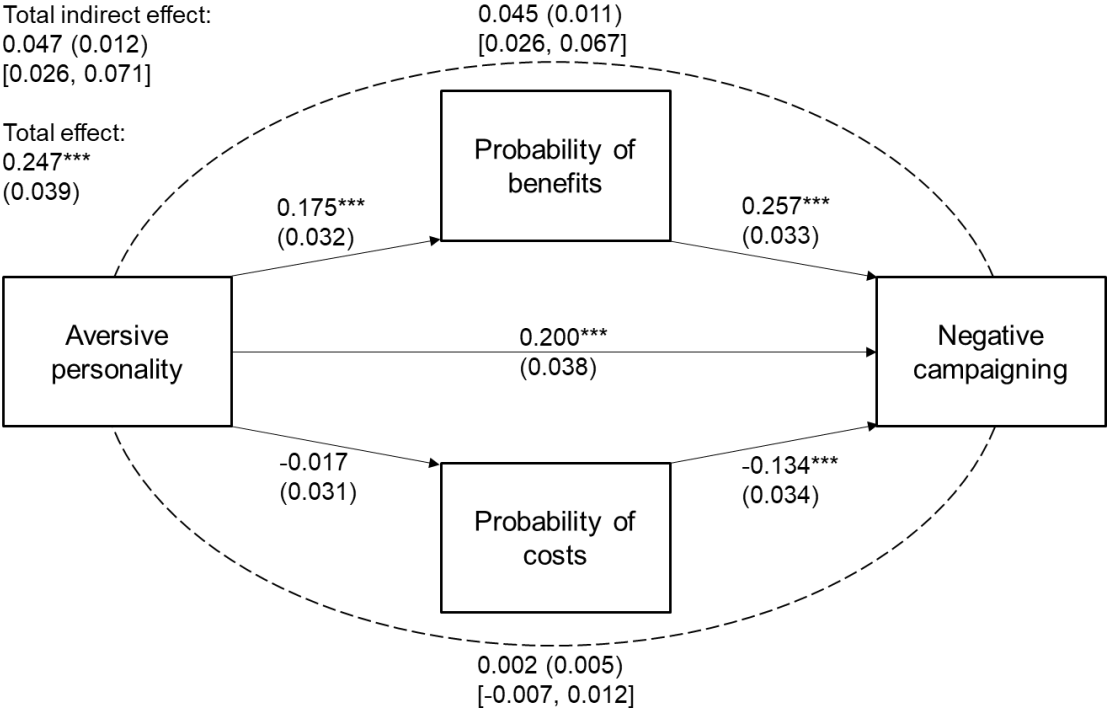 Total indirect effect:
0.047 (0.012)
[0.026, 0.071]
0.045 (0.011)
[0.026, 0.067]
Total effect:
0.247***
(0.039)
Probability of
benefits
0.175***
(0.032)
0.257***
(0.033)
Aversive
personality
0.200***
(0.038)
Negative
campaigning
-0.017
(0.031)
-0.134***
(0.034)
Probability of
costs
0.002 (0.005)
[-0.007, 0.012]